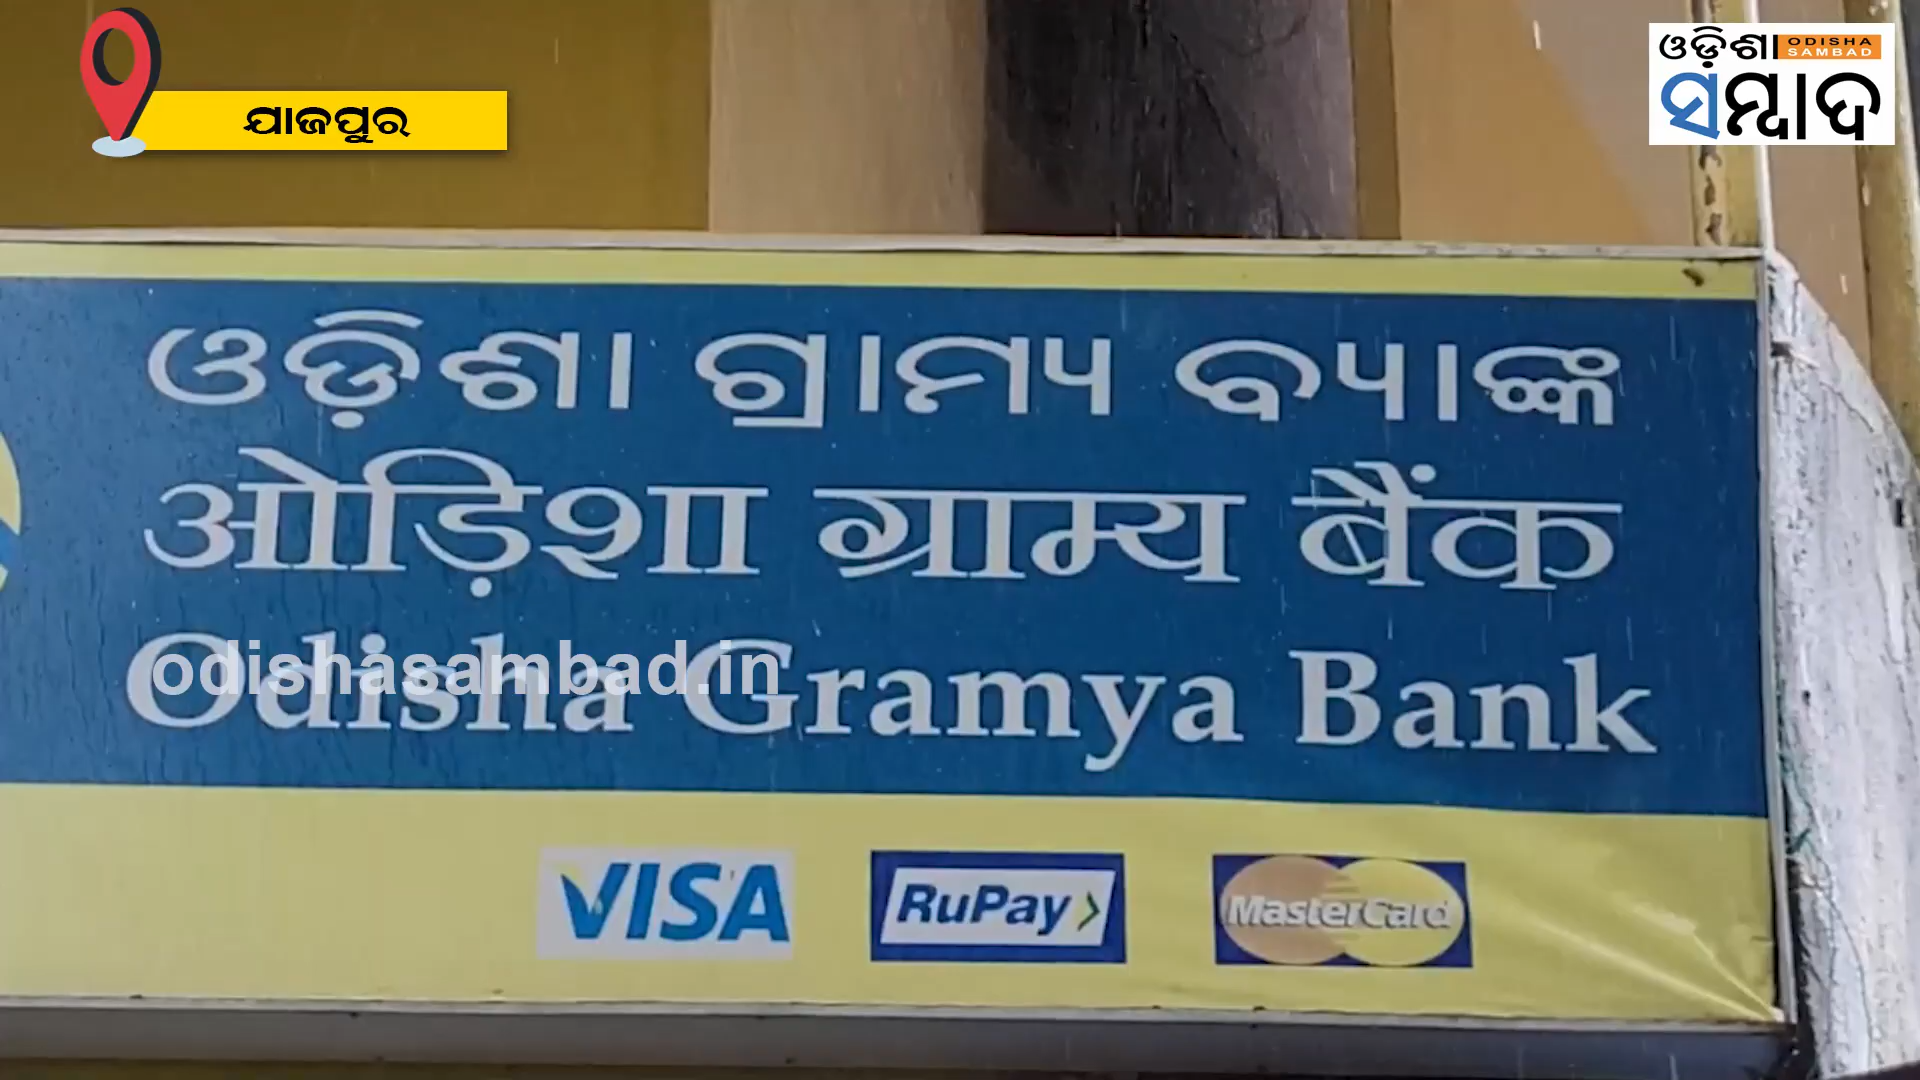 ଯାଜପୁର
ଓଡ଼ିଶା ODISHA SAMBAD
ସମ୍ବାଦ
ଓଡ଼ିଶା ଗ୍ରାମ୍ୟ ବ୍ୟାଙ୍କ
ओड़िशा ग्राम्य बैंक
Odisha Gramya Bank
odishasambad.in
VISA RuPay MasterCard